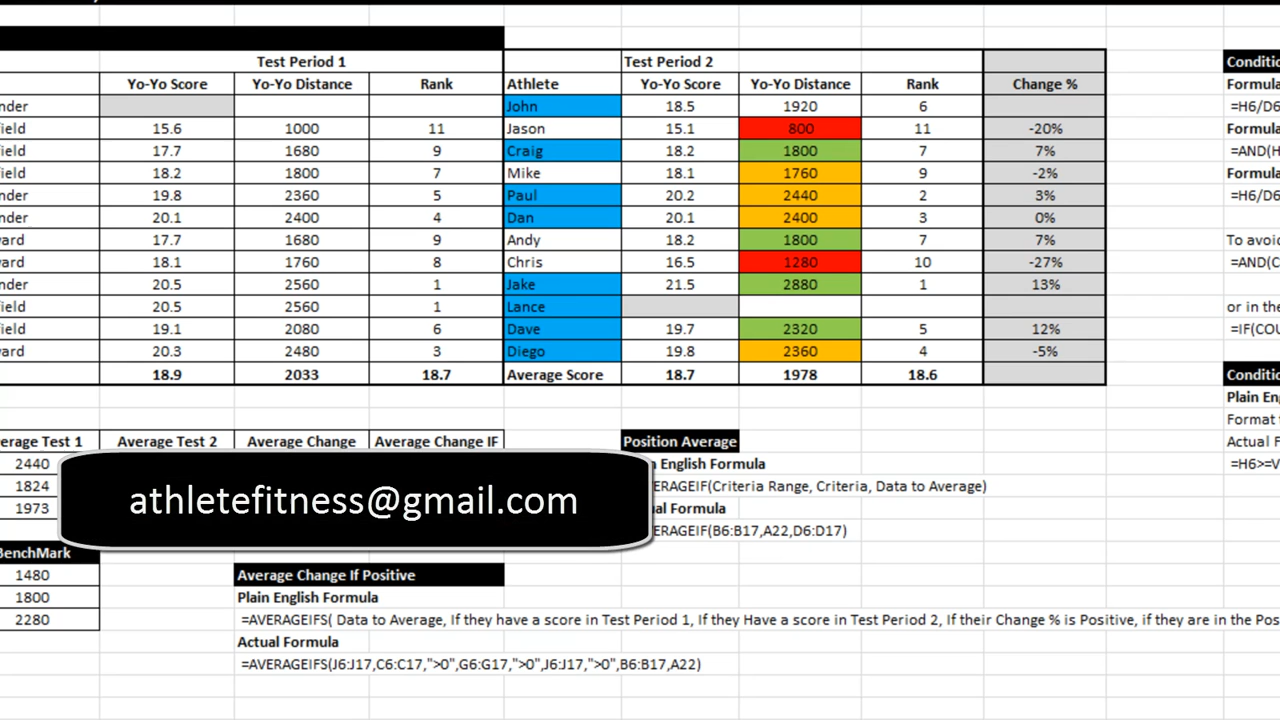 Test Period 1 Test Period 2 Conditio
Yo-Yo Score Yo-Yo Distance Rank Athlete Yo-Yo Score Yo-Yo Distance Rank Change % Formula
nder John 18.5 1920 6 =H6/D6
ield 15.6 1000 11 Jason 15.1 800 11 -20% Formula
ield 17.7 1680 9 Craig 18.2 1800 7 7% =AND(H
ield 18.2 1800 7 Mike 18.1 1760 9 -2% Formula
nder 19.8 2360 5 Paul 20.2 2440 2 3% =H6/D6
nder 20.1 2400 4 Dan 20.1 2400 3 0%
ward 17.7 1680 9 Andy 18.2 1800 7 7% To avoid
ward 18.1 1760 8 Chris 16.5 1280 10 -27% =AND(C
nder 20.5 2560 1 Jake 21.5 2880 1 13%
ield 20.5 2560 1 Lance or in the
ield 19.1 2080 6 Dave 19.7 2320 5 12% =IF(COU
ward 20.3 2480 3 Diego 19.8 2360 4 -5%
18.9 2033 18.7 Average Score 18.7 1978 18.6 Conditio
Plain En
Format
erage Test 1 Average Test 2 Average Change Average Change IF Position Average Actual F
2440 n English Formula =H6>=V
1824 VERAGEIF(Criteria Range, Criteria, Data to Average)
1973 ual Formula
athletefitness@gmail.com
VERAGEIF(B6:B17,A22,D6:D17)
BenchMark
1480 Average Change If Positive
1800 Plain English Formula
2280 =AVERAGEIFS( Data to Average, If they have a score in Test Period 1, If they Have a score in Test Period 2, If their Change % is Positive, if they are in the Pos
Actual Formula
=AVERAGEIFS(J6:J17,C6:C17,">0",G6:G17,">0",J6:J17,">0",B6:B17,A22)